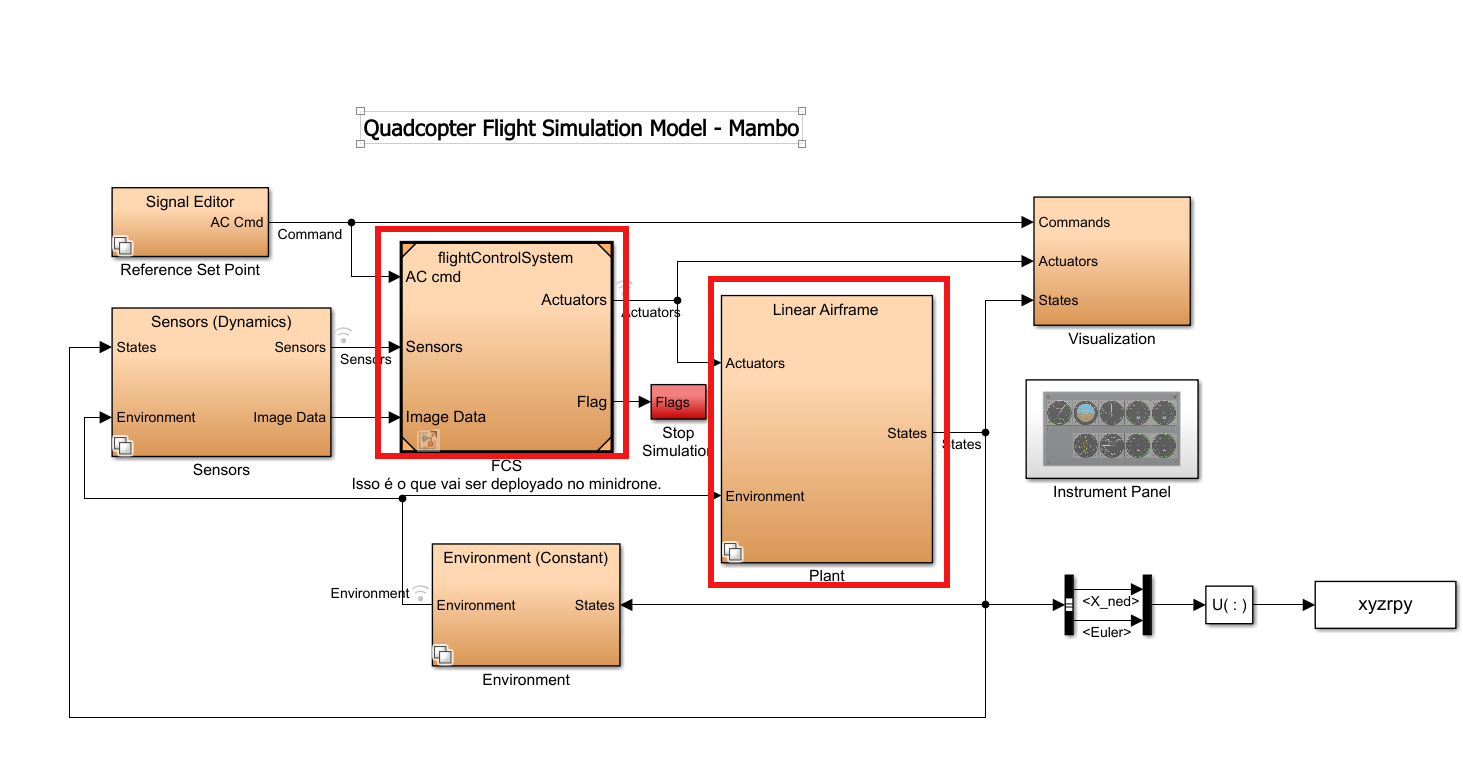 Quadcopter Flight Simulation Model - Mambo
Signal Editor
AC Cmd
Reference Set Point
Command
Sensors (Dynamics)
States
Sensors
Environment
Image Data
Sensors
Sensors
flightControlSystem
AC cmd
Actuators
Sensors
Flag
Image Data
FCS
Isso é o que vai ser deployado no minidrone.
Actuators
Flags
Stop
Simulation
Linear Airframe
Actuators
States
Environment
Plant
States
Commands
Actuators
States
Visualization
Instrument Panel
Environment (Constant)
Environment
Environment
States
Environment
<X_ned>
<Euler>
U( : )
xyzrpy